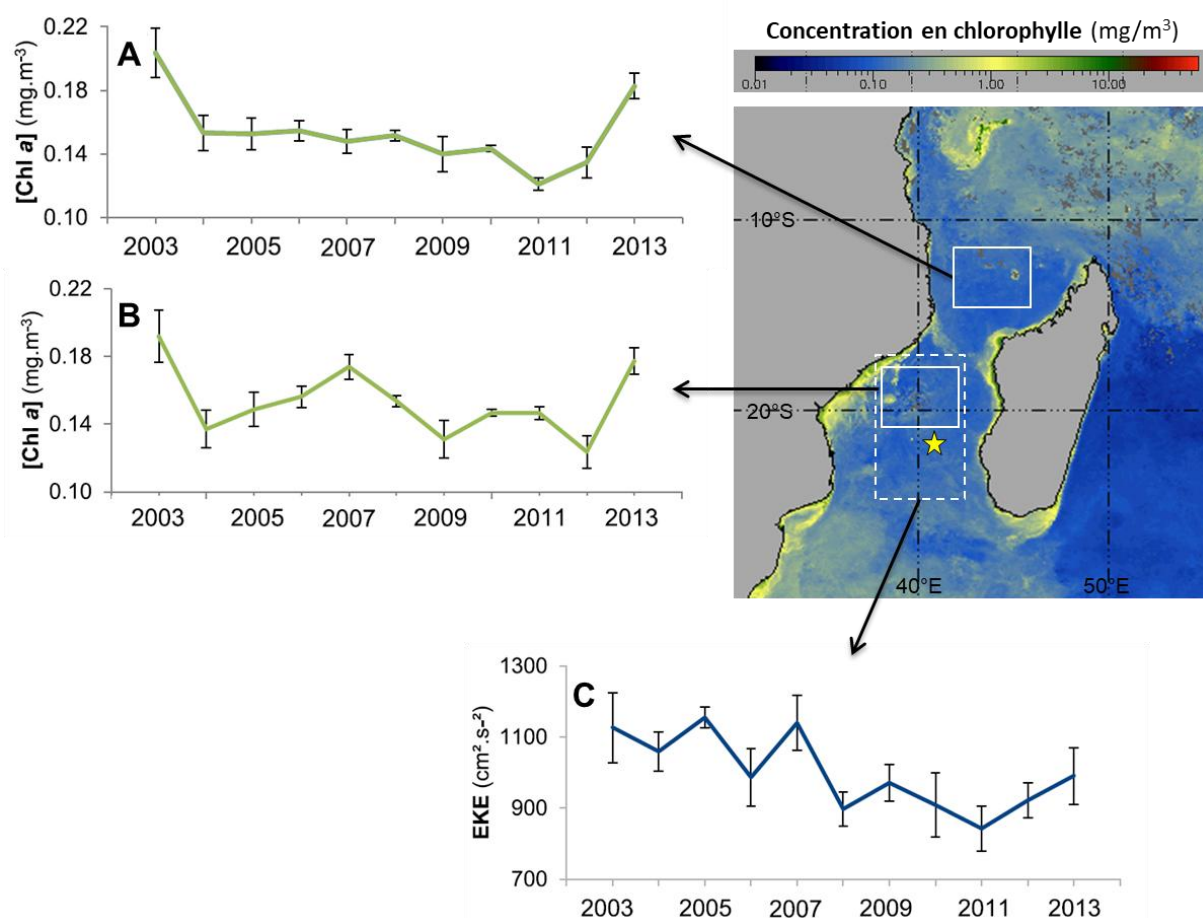 A
[Chl a] (mg.m-³)
0.22
0.18
0.14
0.10
2003 2005 2007 2009 2011 2013
B
[Chl a] (mg.m-³)
0.22
0.18
0.14
0.10
2003 2005 2007 2009 2011 2013
Concentration en chlorophylle (mg/m³)
0.01 0.10 1.00 10.00
10°S
20°S
40°E 50°E
C
EKE (cm².s-²)
1300
1100
900
700
2003 2005 2007 2009 2011 2013